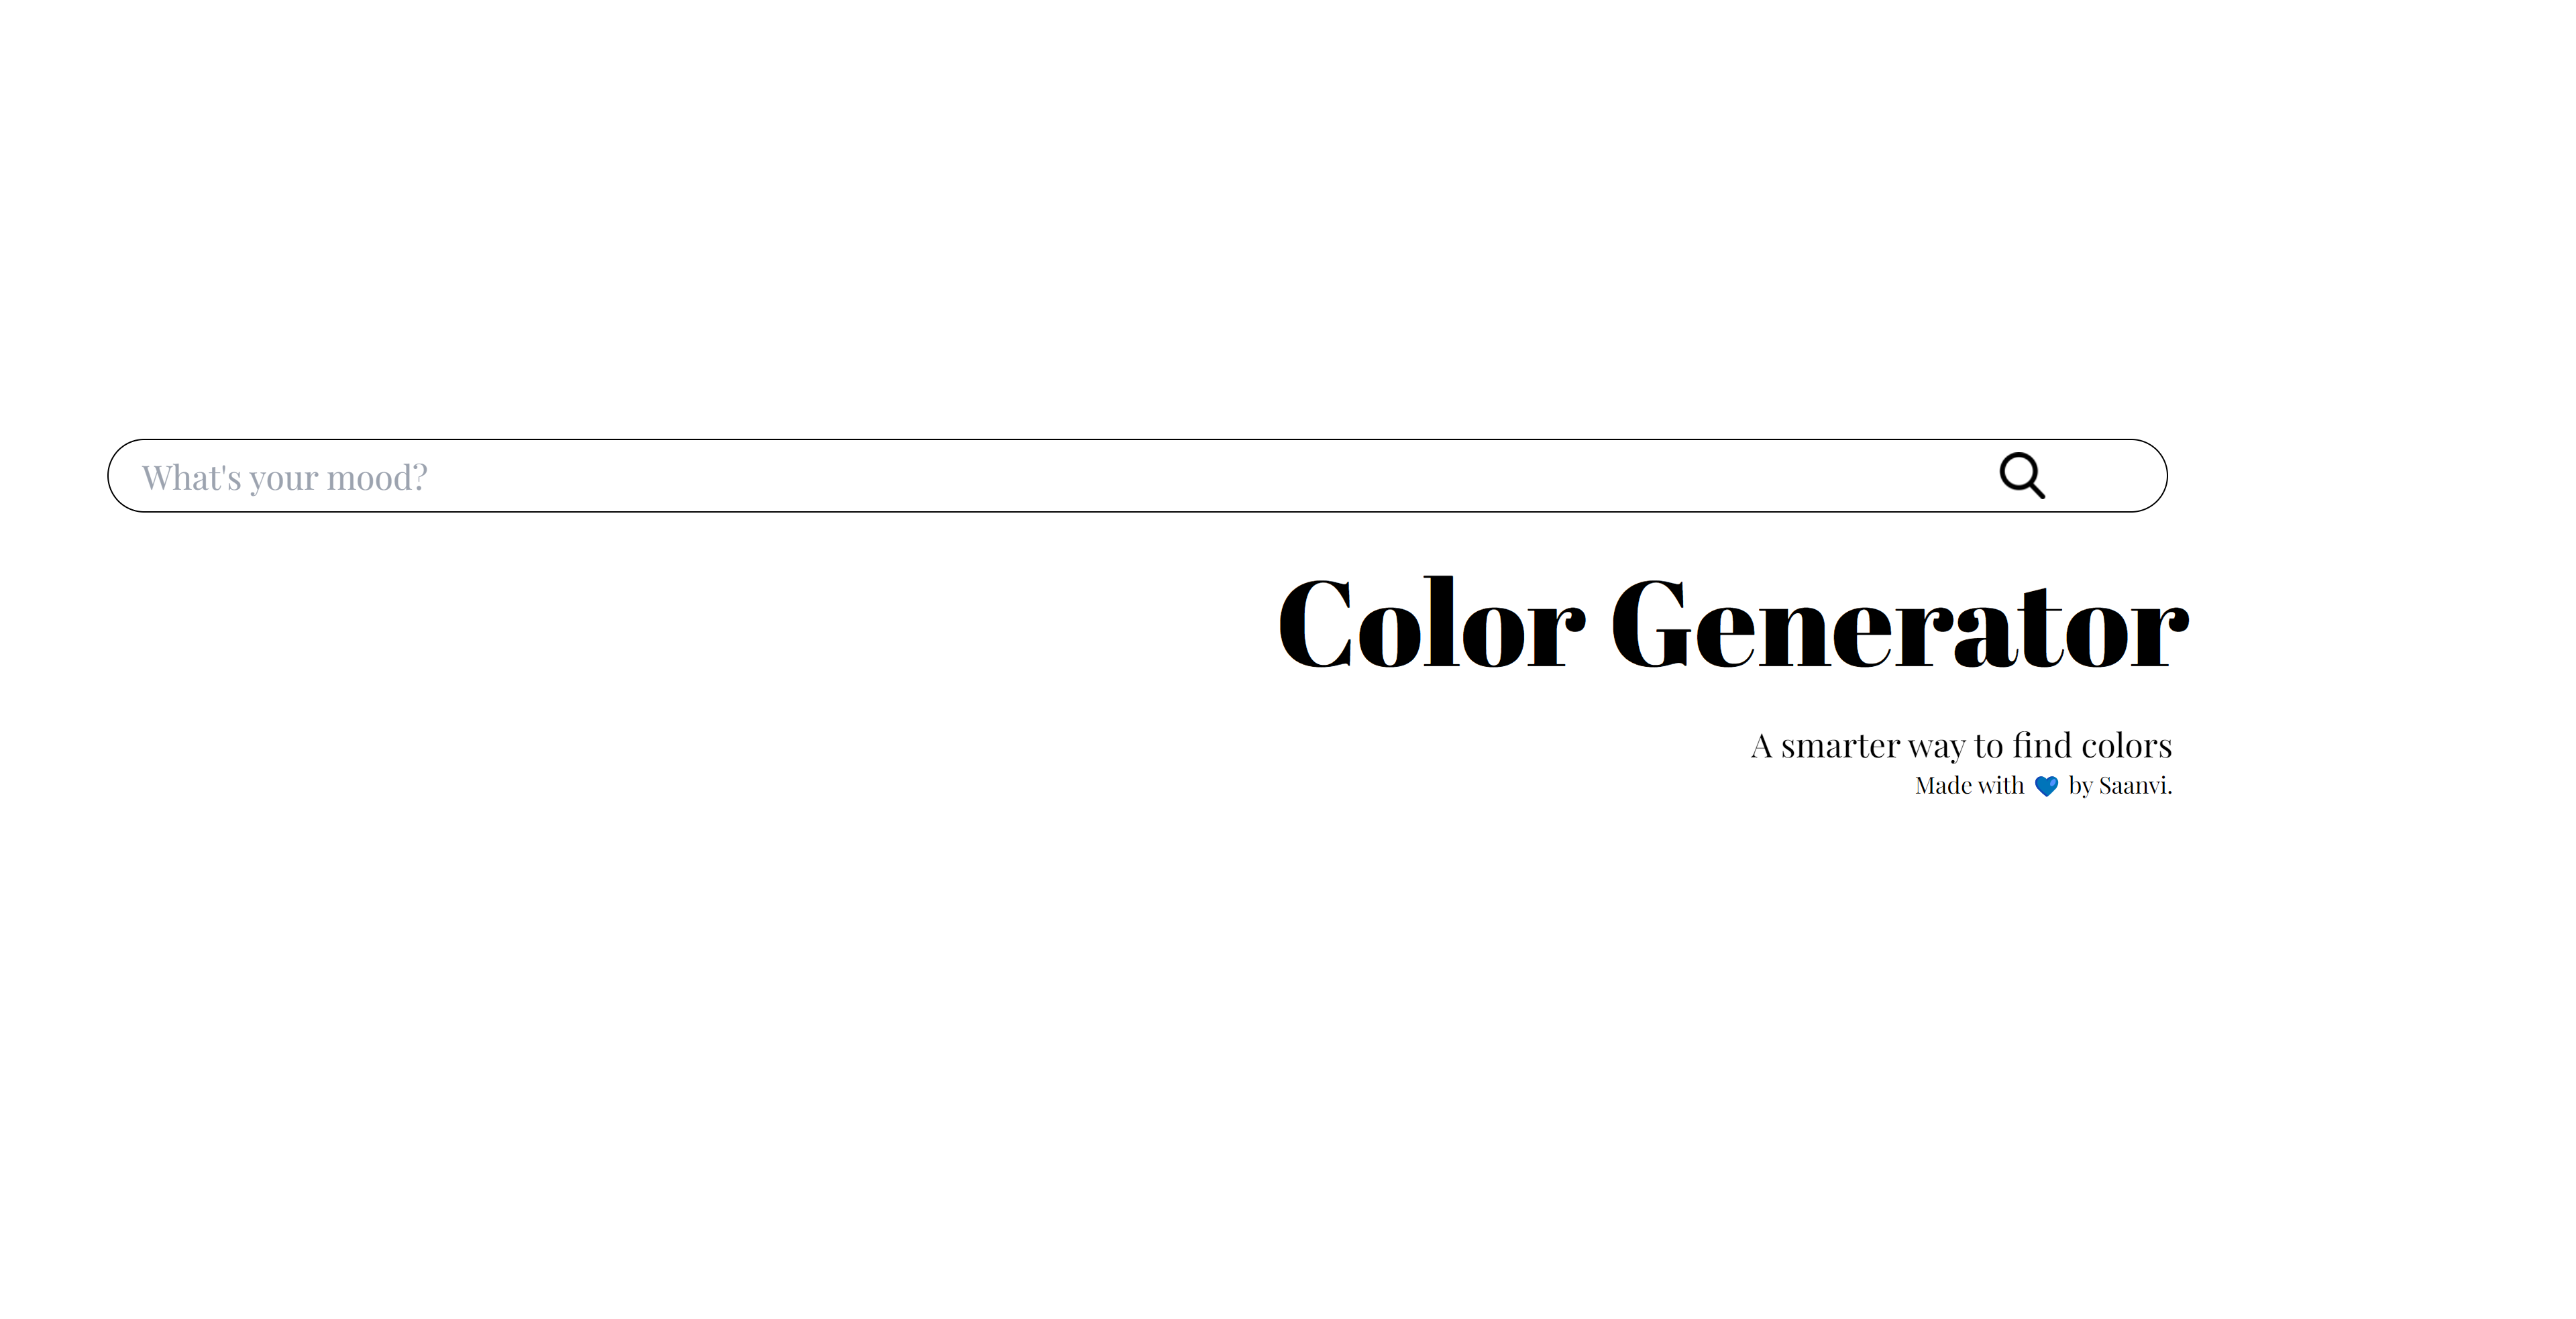 What's your mood?
Color Generator
A smarter way to find colors
Made with 💙 by Saanvi.